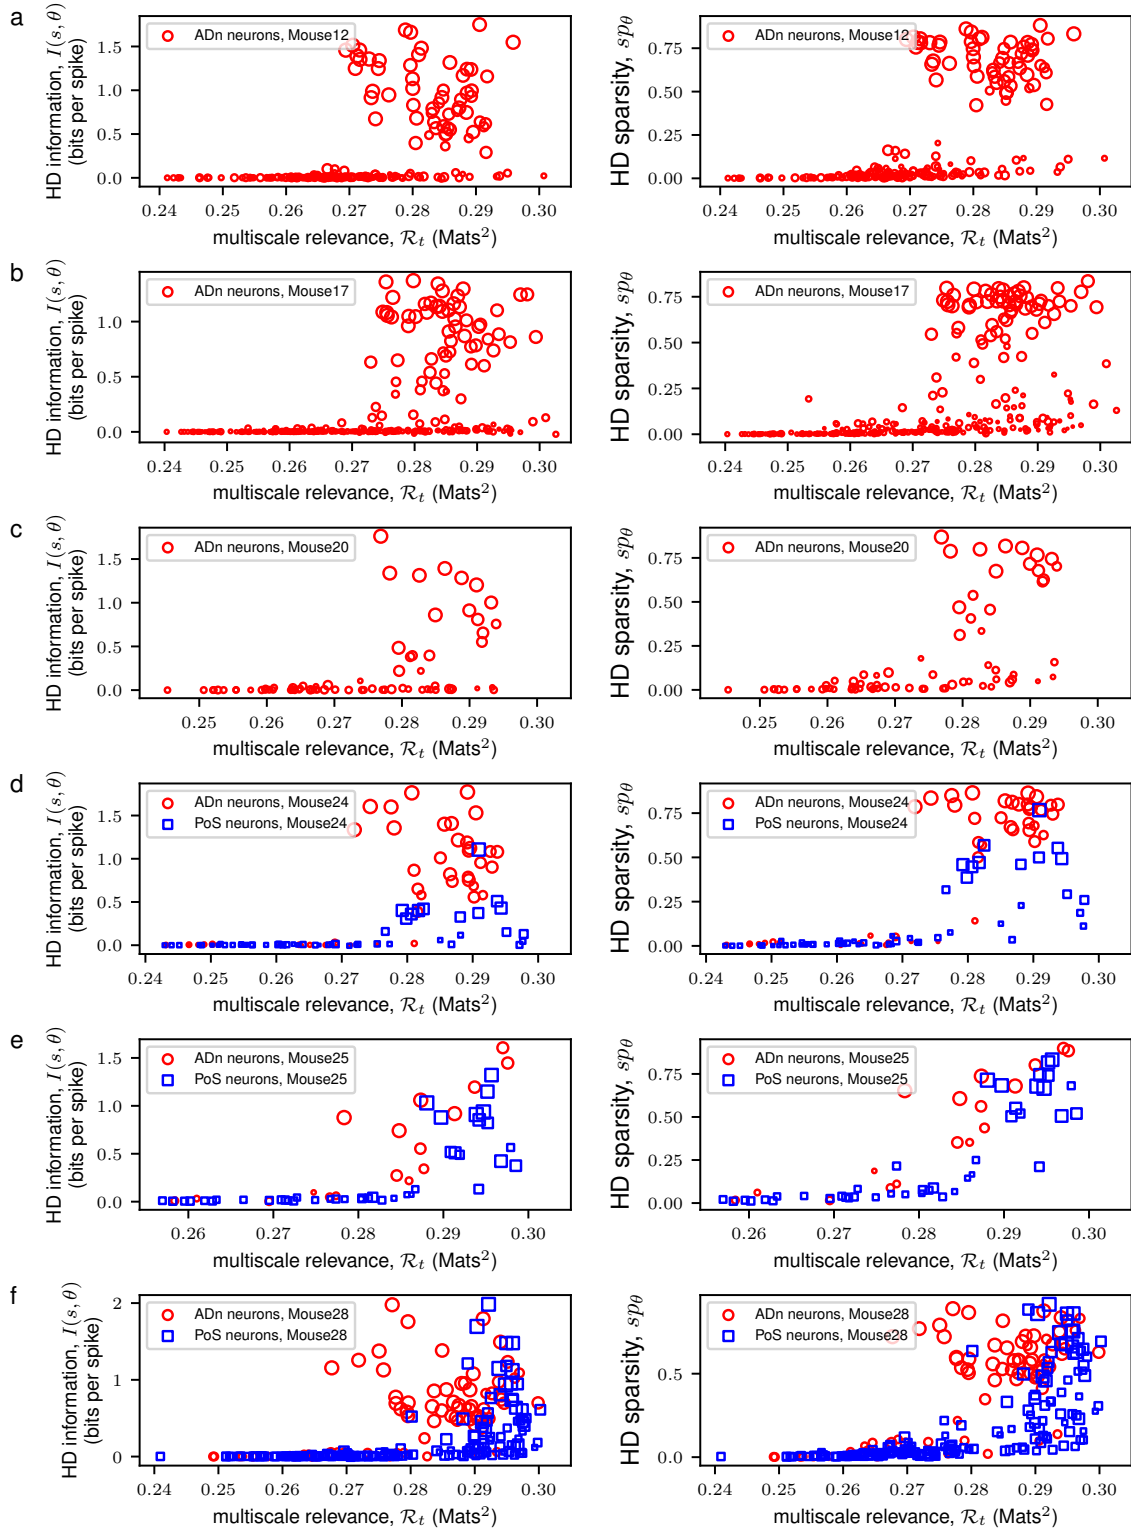 a
HD information, I(s, θ)
(bits per spike)
1.5
1.0
0.5
0.0
ADn neurons, Mouse12
0.24 0.25 0.26 0.27 0.28 0.29 0.30
multiscale relevance, ℛt (Mats²)
HD sparsity, spθ
0.75
0.50
0.25
0.00
ADn neurons, Mouse12
0.24 0.25 0.26 0.27 0.28 0.29 0.30
multiscale relevance, ℛt (Mats²)
b
HD information, I(s, θ)
(bits per spike)
1.0
0.5
0.0
ADn neurons, Mouse17
0.24 0.25 0.26 0.27 0.28 0.29 0.30
multiscale relevance, ℛt (Mats²)
HD sparsity, spθ
0.75
0.50
0.25
0.00
ADn neurons, Mouse17
0.24 0.25 0.26 0.27 0.28 0.29 0.30
multiscale relevance, ℛt (Mats²)
c
HD information, I(s, θ)
(bits per spike)
1.5
1.0
0.5
0.0
ADn neurons, Mouse20
0.25 0.26 0.27 0.28 0.29 0.30
multiscale relevance, ℛt (Mats²)
HD sparsity, spθ
0.75
0.50
0.25
0.00
ADn neurons, Mouse20
0.25 0.26 0.27 0.28 0.29 0.30
multiscale relevance, ℛt (Mats²)
d
HD information, I(s, θ)
(bits per spike)
1.5
1.0
0.5
0.0
ADn neurons, Mouse24
PoS neurons, Mouse24
0.24 0.25 0.26 0.27 0.28 0.29 0.30
multiscale relevance, ℛt (Mats²)
HD sparsity, spθ
0.75
0.50
0.25
0.00
ADn neurons, Mouse24
PoS neurons, Mouse24
0.24 0.25 0.26 0.27 0.28 0.29 0.30
multiscale relevance, ℛt (Mats²)
e
HD information, I(s, θ)
(bits per spike)
1.5
1.0
0.5
0.0
ADn neurons, Mouse25
PoS neurons, Mouse25
0.26 0.27 0.28 0.29 0.30
multiscale relevance, ℛt (Mats²)
HD sparsity, spθ
0.75
0.50
0.25
0.00
ADn neurons, Mouse25
PoS neurons, Mouse25
0.26 0.27 0.28 0.29 0.30
multiscale relevance, ℛt (Mats²)
f
HD information, I(s, θ)
(bits per spike)
2
1
0
ADn neurons, Mouse28
PoS neurons, Mouse28
0.24 0.25 0.26 0.27 0.28 0.29 0.30
multiscale relevance, ℛt (Mats²)
HD sparsity, spθ
0.5
0.0
ADn neurons, Mouse28
PoS neurons, Mouse28
0.24 0.25 0.26 0.27 0.28 0.29 0.30
multiscale relevance, ℛt (Mats²)